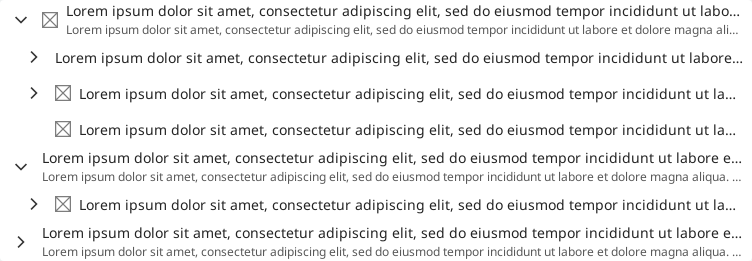 Lorem ipsum dolor sit amet, consectetur adipiscing elit, sed do eiusmod tempor incididunt ut labo...
Lorem ipsum dolor sit amet, consectetur adipiscing elit, sed do eiusmod tempor incididunt ut labore et dolore magna ali...
Lorem ipsum dolor sit amet, consectetur adipiscing elit, sed do eiusmod tempor incididunt ut labore...
Lorem ipsum dolor sit amet, consectetur adipiscing elit, sed do eiusmod tempor incididunt ut la...
Lorem ipsum dolor sit amet, consectetur adipiscing elit, sed do eiusmod tempor incididunt ut la...
Lorem ipsum dolor sit amet, consectetur adipiscing elit, sed do eiusmod tempor incididunt ut labore e...
Lorem ipsum dolor sit amet, consectetur adipiscing elit, sed do eiusmod tempor incididunt ut labore et dolore magna aliqua. ...
Lorem ipsum dolor sit amet, consectetur adipiscing elit, sed do eiusmod tempor incididunt ut la...
Lorem ipsum dolor sit amet, consectetur adipiscing elit, sed do eiusmod tempor incididunt ut labore e...
Lorem ipsum dolor sit amet, consectetur adipiscing elit, sed do eiusmod tempor incididunt ut labore et dolore magna aliqua. ...